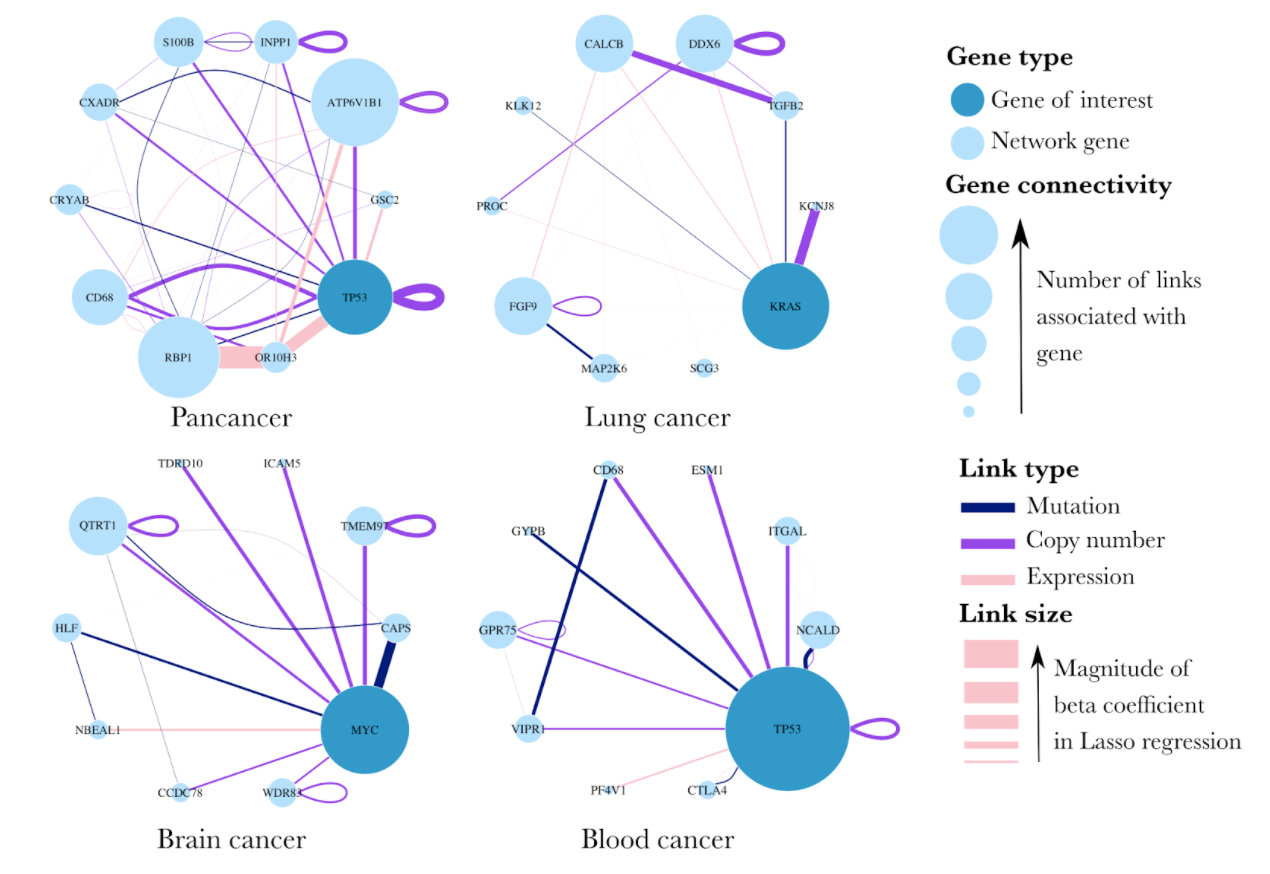 S100B
INPP1
CXADR
ATP6V1B1
CRYAB
GSC2
CD68
TP53
RBP1
OR10H3
Pancancer
CALCB
DDX6
KLK12
TGFB2
PROC
KCNJ8
FGF9
KRAS
MAP2K6
SCG3
Lung cancer
TDRD10
ICAM5
QTRT1
TMEM97
HLF
CAPS
NBEAL1
MYC
CCDC78
WDR83
Brain cancer
CD68
ESM1
GYPB
ITGAL
GPR75
NCALD
VIPR1
TP53
PF4V1
CTLA4
Blood cancer
Gene type
Gene of interest
Network gene
Gene connectivity
Number of links
associated with
gene
Link type
Mutation
Copy number
Expression
Link size
Magnitude of
beta coefficient
in Lasso regression